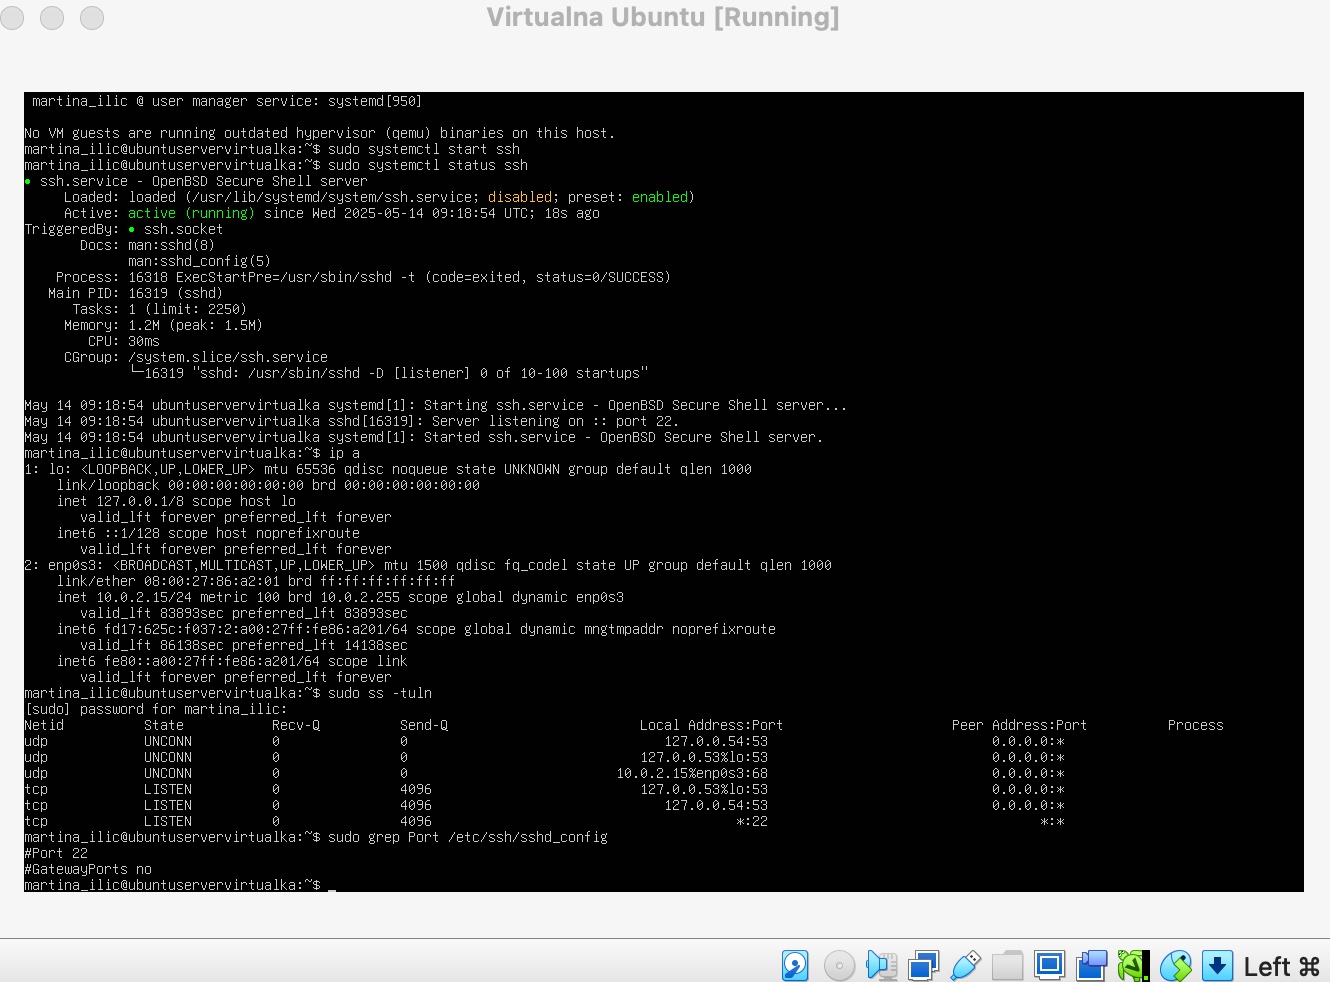 Virtualna Ubuntu [Running]
martina_ilic @ user manager service: systemd[950]
No VM guests are running outdated hypervisor (qemu) binaries on this host.
martina_ilic@ubuntuservervirtualka:~$ sudo systemctl start ssh
martina_ilic@ubuntuservervirtualka:~$ sudo systemctl status ssh
● ssh.service - OpenBSD Secure Shell server
Loaded: loaded (/usr/lib/systemd/system/ssh.service; disabled; preset: enabled)
Active: active (running) since Wed 2025-05-14 09:18:54 UTC; 18s ago
TriggeredBy: ● ssh.socket
Docs: man:sshd(8)
man:sshd_config(5)
Process: 16318 ExecStartPre=/usr/sbin/sshd -t (code=exited, status=0/SUCCESS)
Main PID: 16319 (sshd)
Tasks: 1 (limit: 2250)
Memory: 1.2M (peak: 1.5M)
CPU: 30ms
CGroup: /system.slice/ssh.service
└─16319 "sshd: /usr/sbin/sshd -D [listener] 0 of 10-100 startups"
May 14 09:18:54 ubuntuservervirtualka systemd[1]: Starting ssh.service - OpenBSD Secure Shell server...
May 14 09:18:54 ubuntuservervirtualka sshd[16319]: Server listening on :: port 22.
May 14 09:18:54 ubuntuservervirtualka systemd[1]: Started ssh.service - OpenBSD Secure Shell server.
martina_ilic@ubuntuservervirtualka:~$ ip a
1: lo: <LOOPBACK,UP,LOWER_UP> mtu 65536 qdisc noqueue state UNKNOWN group default qlen 1000
link/loopback 00:00:00:00:00:00 brd 00:00:00:00:00:00
inet 127.0.0.1/8 scope host lo
valid_lft forever preferred_lft forever
inet6 ::1/128 scope host noprefixroute
valid_lft forever preferred_lft forever
2: enp0s3: <BROADCAST,MULTICAST,UP,LOWER_UP> mtu 1500 qdisc fq_codel state UP group default qlen 1000
link/ether 08:00:27:86:a2:01 brd ff:ff:ff:ff:ff:ff
inet 10.0.2.15/24 metric 100 brd 10.0.2.255 scope global dynamic enp0s3
valid_lft 83893sec preferred_lft 83893sec
inet6 fd17:625c:f037:2:a00:27ff:fe86:a201/64 scope global dynamic mngtmpaddr noprefixroute
valid_lft 86138sec preferred_lft 14138sec
inet6 fe80::a00:27ff:fe86:a201/64 scope link
valid_lft forever preferred_lft forever
martina_ilic@ubuntuservervirtualka:~$ sudo ss -tuln
[sudo] password for martina_ilic:
Netid State Recv-Q Send-Q Local Address:Port Peer Address:Port Process
udp UNCONN 0 0 127.0.0.54:53 0.0.0.0:*
udp UNCONN 0 0 127.0.0.53%lo:53 0.0.0.0:*
udp UNCONN 0 0 10.0.2.15%enp0s3:68 0.0.0.0:*
tcp LISTEN 0 4096 127.0.0.53%lo:53 0.0.0.0:*
tcp LISTEN 0 4096 127.0.0.54:53 0.0.0.0:*
tcp LISTEN 0 4096 *:22 *:*
martina_ilic@ubuntuservervirtualka:~$ sudo grep Port /etc/ssh/sshd_config
#Port 22
#GatewayPorts no
martina_ilic@ubuntuservervirtualka:~$ _
Left ⌘